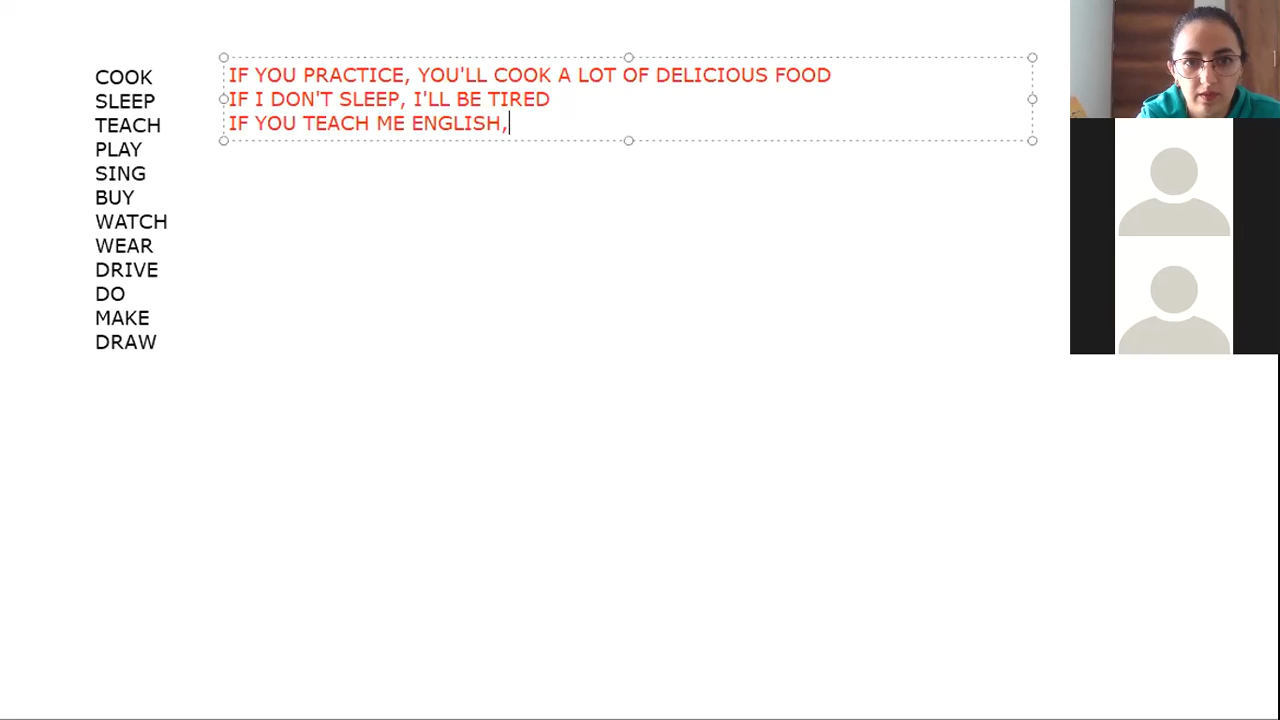 COOK
SLEEP
TEACH
PLAY
SING
BUY
WATCH
WEAR
DRIVE
DO
MAKE
DRAW
IF YOU PRACTICE, YOU'LL COOK A LOT OF DELICIOUS FOOD
IF I DON'T SLEEP, I'LL BE TIRED
IF YOU TEACH ME ENGLISH,